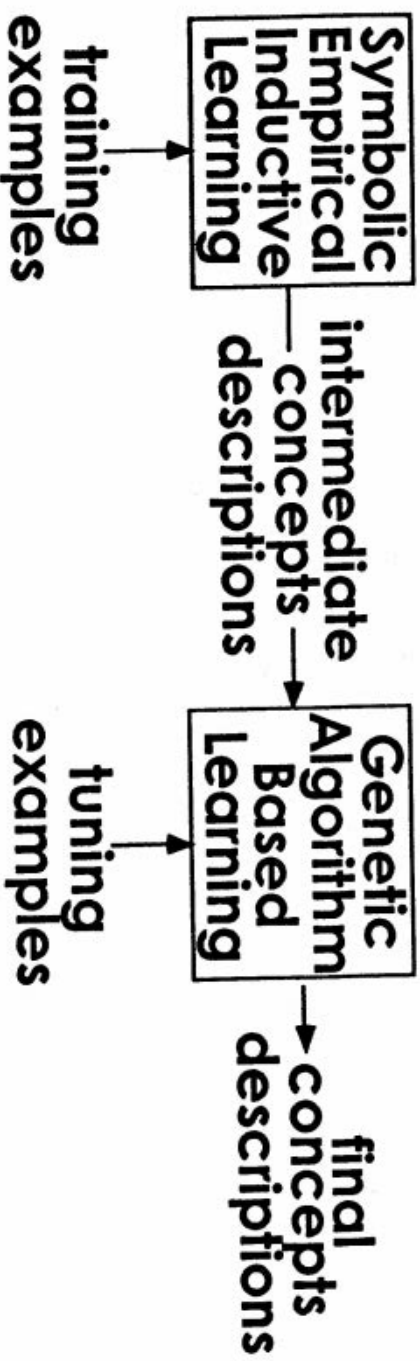 Symbolic
Empirical
Inductive
Learning
training
examples
intermediate
concepts
descriptions
Genetic
Algorithm
Based
Learning
tuning
examples
final
concepts
descriptions